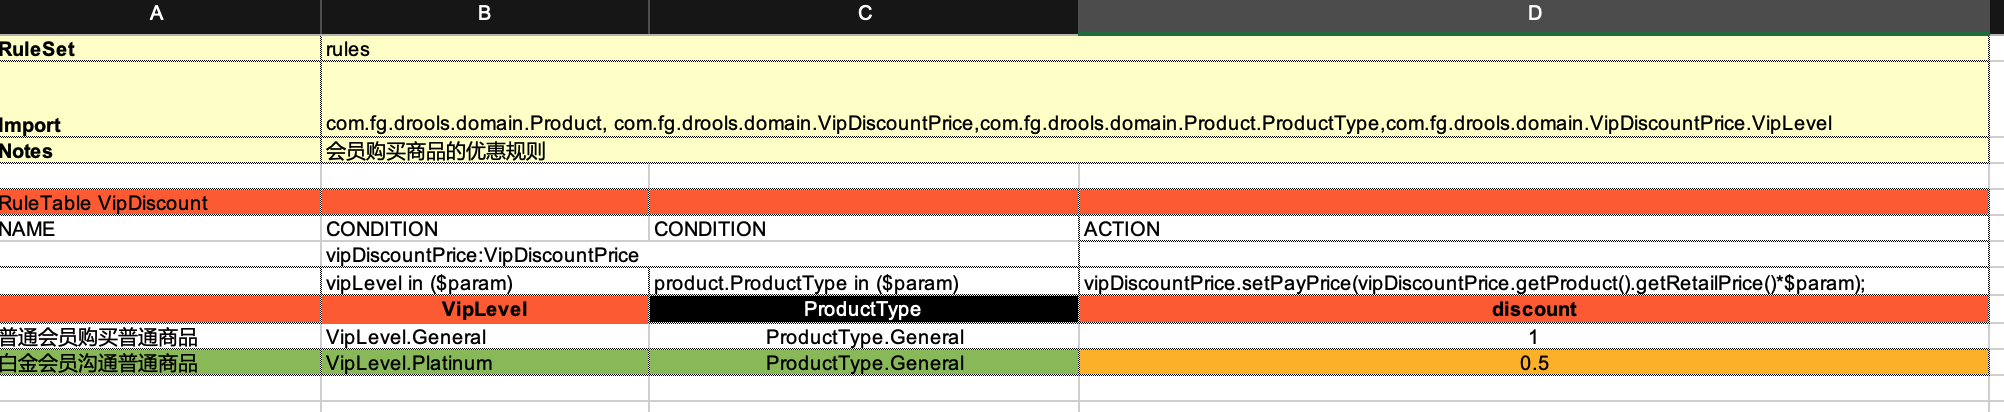 A B C D
RuleSet rules
Import com.fg.drools.domain.Product, com.fg.drools.domain.VipDiscountPrice,com.fg.drools.domain.Product.ProductType,com.fg.drools.domain.VipDiscountPrice.VipLevel
Notes 会员购买商品的优惠规则
RuleTable VipDiscount
NAME CONDITION CONDITION ACTION
vipDiscountPrice:VipDiscountPrice
vipLevel in ($param) product.ProductType in ($param) vipDiscountPrice.setPayPrice(vipDiscountPrice.getProduct().getRetailPrice()*$param);
VipLevel ProductType discount
普通会员购买普通商品 VipLevel.General ProductType.General 1
白金会员沟通普通商品 VipLevel.Platinum ProductType.General 0.5